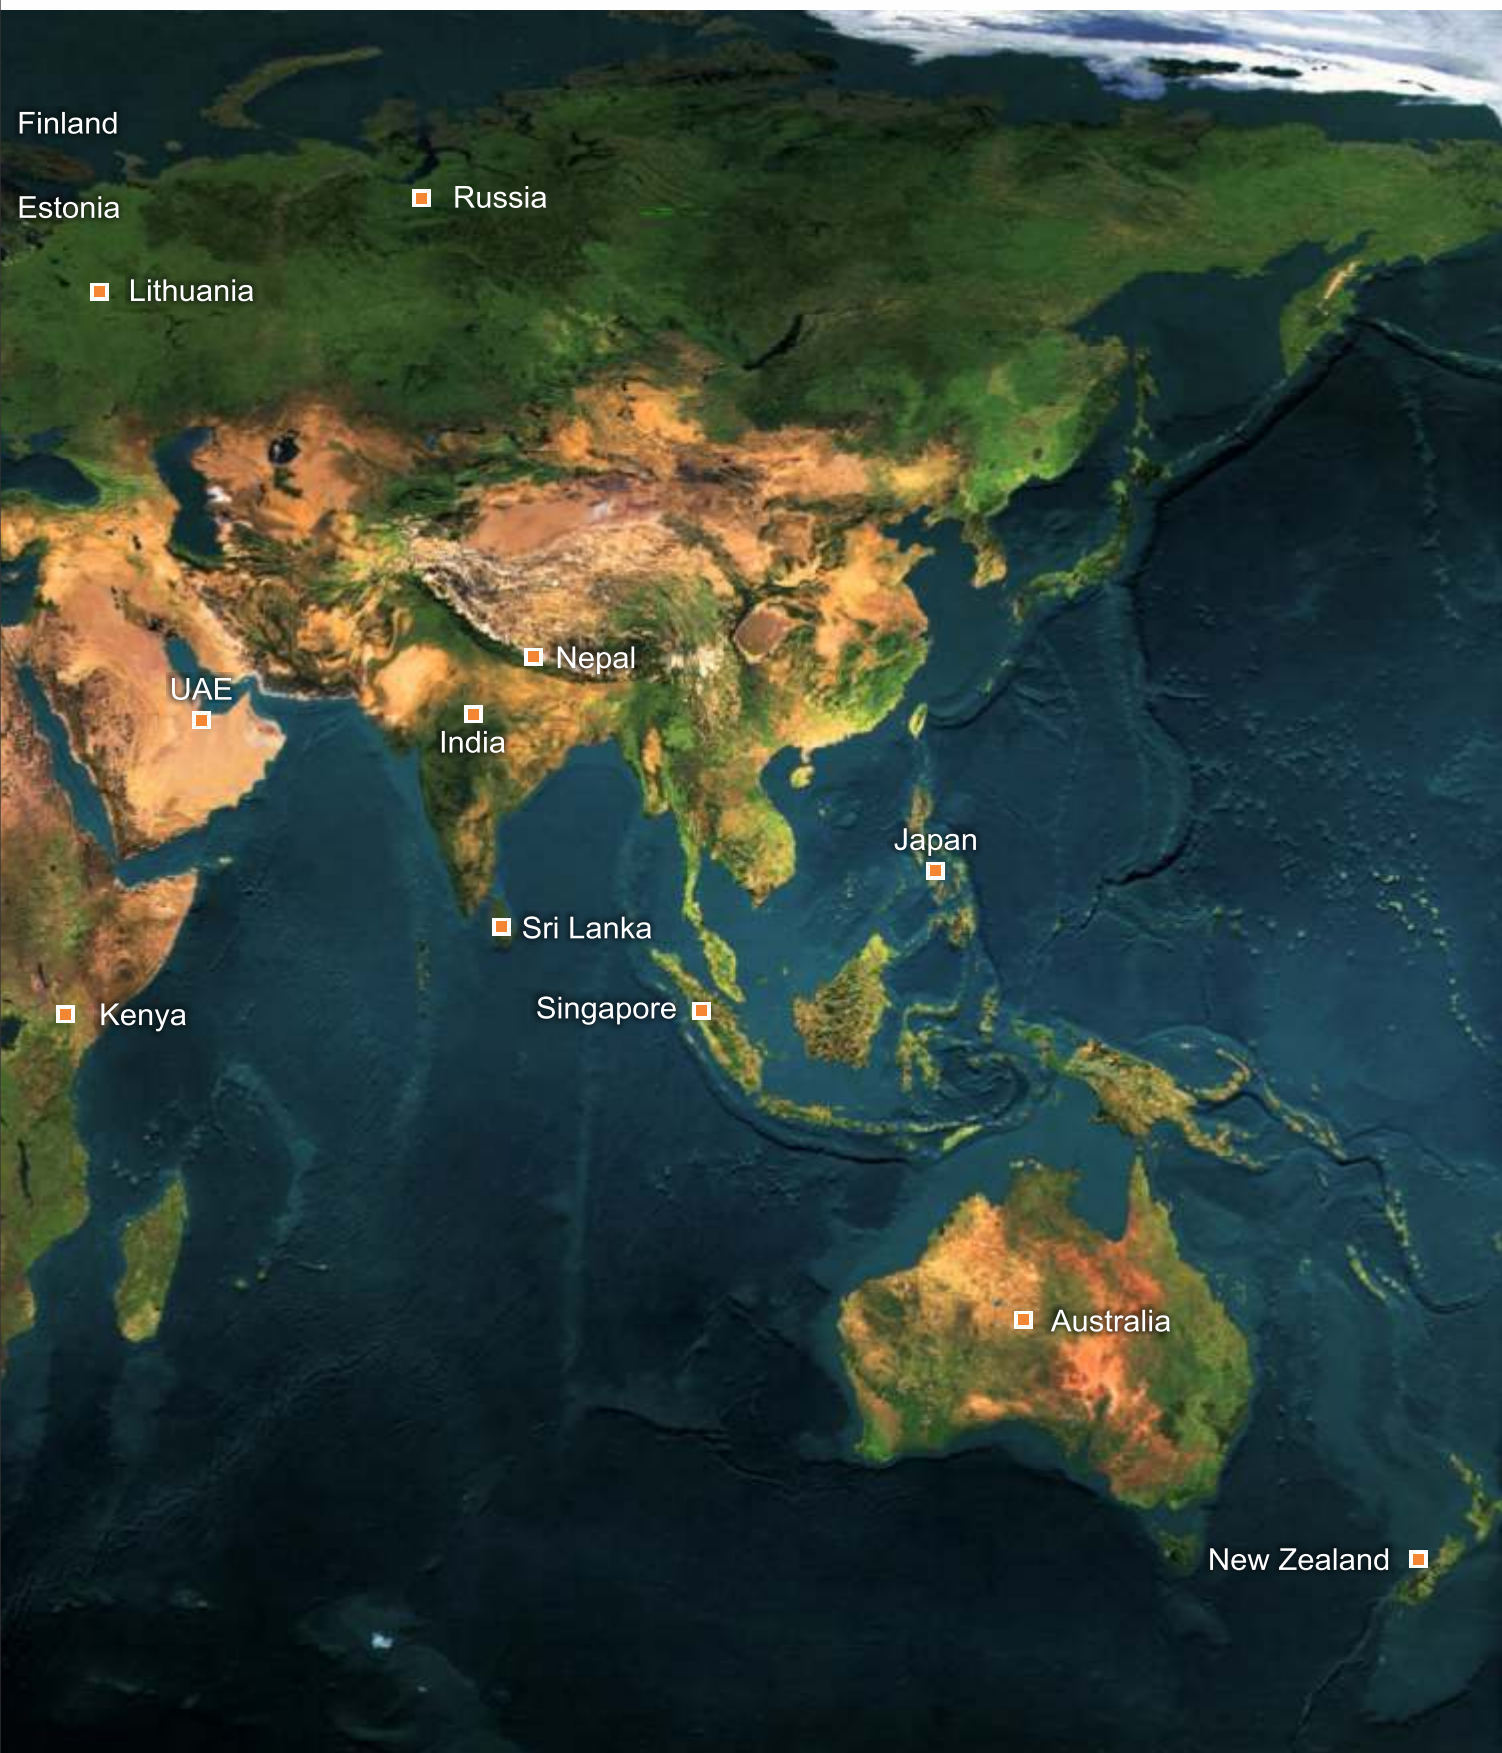 Finland
Russia
Estonia
Lithuania
Nepal
UAE
India
Japan
Sri Lanka
Singapore
Kenya
Australia
New Zealand